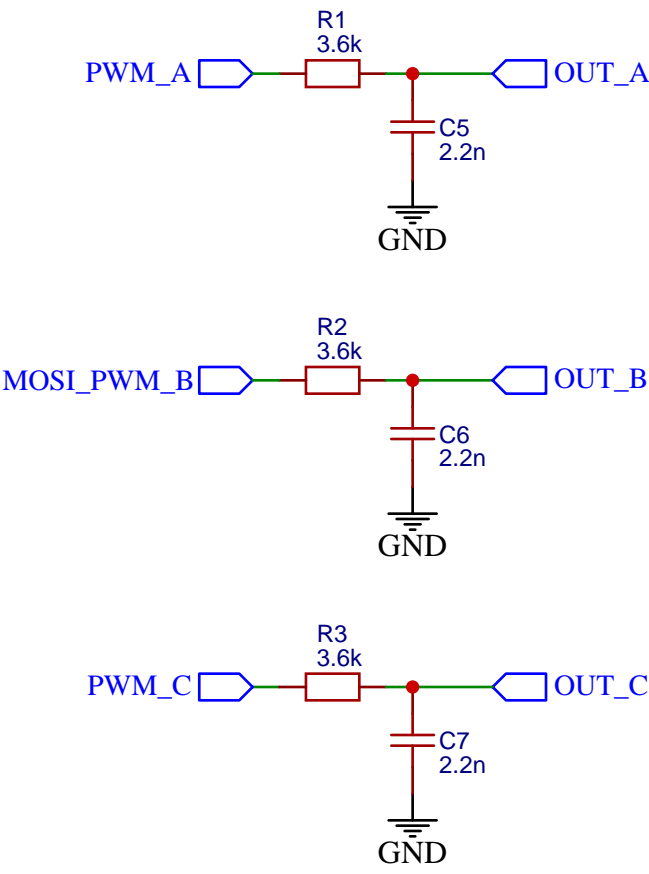 R1
3.6k
PWM_A
OUT_A
C5
2.2n
GND
R2
3.6k
MOSI_PWM_B
OUT_B
C6
2.2n
GND
R3
3.6k
PWM_C
OUT_C
C7
2.2n
GND